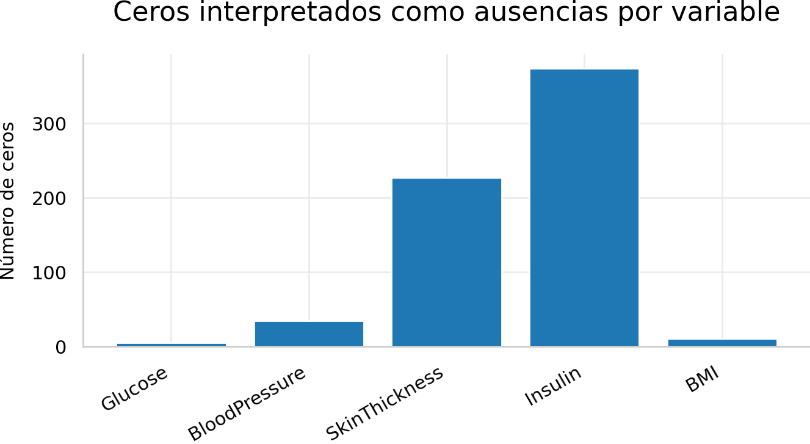 Ceros interpretados como ausencias por variable
Número de ceros
300
200
100
0
Glucose
BloodPressure
SkinThickness
Insulin
BMI